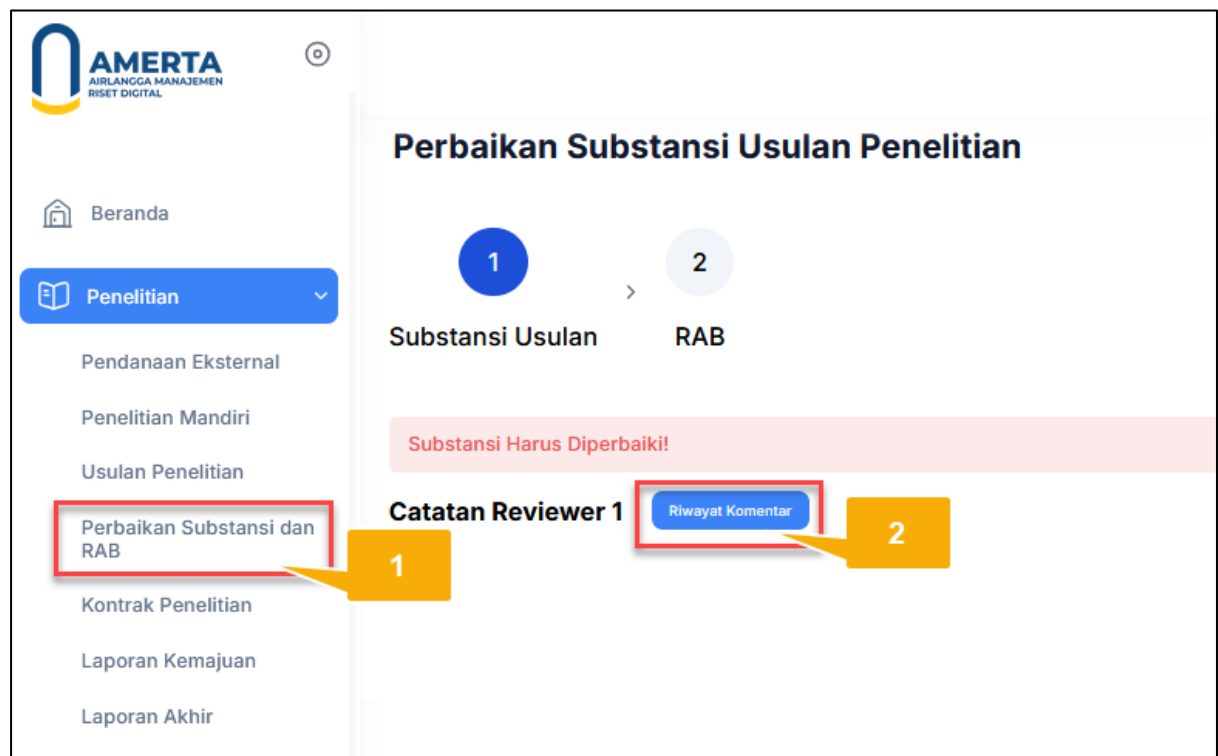 AMERTA
AIRLANGGA MANAJEMEN
RISET DIGITAL
Beranda
Penelitian
Pendanaan Eksternal
Penelitian Mandiri
Usulan Penelitian
Perbaikan Substansi dan
RAB
1
Kontrak Penelitian
Laporan Kemajuan
Laporan Akhir
Perbaikan Substansi Usulan Penelitian
1
2
Substansi Usulan
RAB
Substansi Harus Diperbaiki!
Catatan Reviewer 1
Riwayat Komentar
2